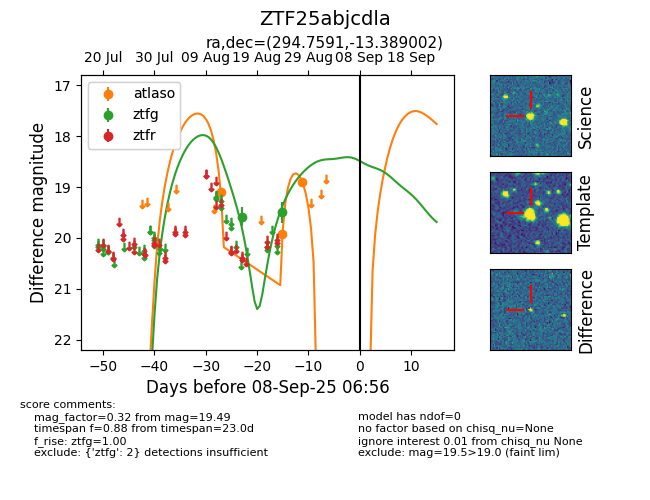 ZTF25abjcdla
ra,dec=(294.7591,-13.389002)
20 Jul 30 Jul 09 Aug 19 Aug 29 Aug 08 Sep 18 Sep
17
18
19
20
21
22
Difference magnitude
atlaso
ztfg
ztfr
−50 −40 −30 −20 −10 0 10
Days before 08-Sep-25 06:56
Science
Template
Difference
score comments:
mag_factor=0.32 from mag=19.49
timespan f=0.88 from timespan=23.0d
f_rise: ztfg=1.00
exclude: {'ztfg': 2} detections insufficient
model has ndof=0
no factor based on chisq_nu=None
ignore interest 0.01 from chisq_nu None
exclude: mag=19.5>19.0 (faint lim)